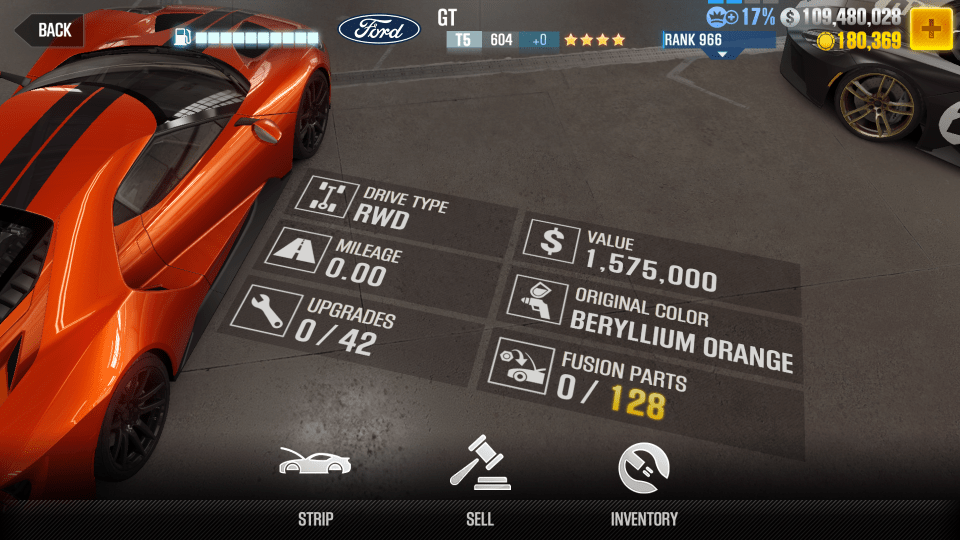 BACK
Ford
GT
T5 604 +0
RANK 966
17% $ 109,480,028
180,369
DRIVE TYPE
RWD
MILEAGE
0.00
UPGRADES
0 / 42
$ VALUE
1,575,000
ORIGINAL COLOR
BERYLLIUM ORANGE
FUSION PARTS
0 / 128
STRIP
SELL
INVENTORY